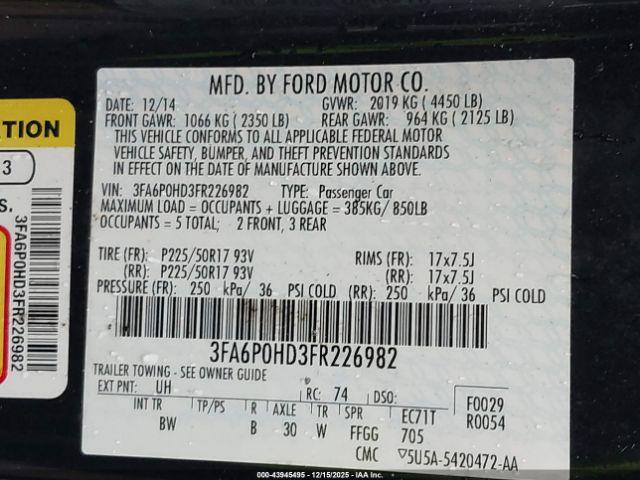 MFD. BY FORD MOTOR CO.
DATE: 12/14 GVWR: 2019 KG ( 4450 LB)
FRONT GAWR: 1066 KG ( 2350 LB) REAR GAWR: 964 KG ( 2125 LB)
THIS VEHICLE CONFORMS TO ALL APPLICABLE FEDERAL MOTOR
VEHICLE SAFETY, BUMPER, AND THEFT PREVENTION STANDARDS
IN EFFECT ON THE DATE OF MANUFACTURE SHOWN ABOVE.
VIN: 3FA6P0HD3FR226982 TYPE: Passenger Car
MAXIMUM LOAD = OCCUPANTS + LUGGAGE = 385KG/ 850LB
OCCUPANTS = 5 TOTAL; 2 FRONT, 3 REAR
TIRE (FR): P225/50R17 93V RIMS (FR): 17x7.5J
(RR): P225/50R17 93V (RR): 17x7.5J
PRESSURE (FR): 250 kPa/ 36 PSI COLD (RR): 250 kPa/ 36 PSI COLD
3FA6P0HD3FR226982
TRAILER TOWING - SEE OWNER GUIDE
EXT PNT: UH RC: 74 DSO: F0029
INT TR TP/PS R AXLE TR SPR EC71T R0054
BW B 30 W FFGG 705
CMC 5U5A-5420472-AA
ATION
3
S.
3FA6P0HD3FR226982
00-43945495 - 12/15/2025 - Copyright IAA, LLC